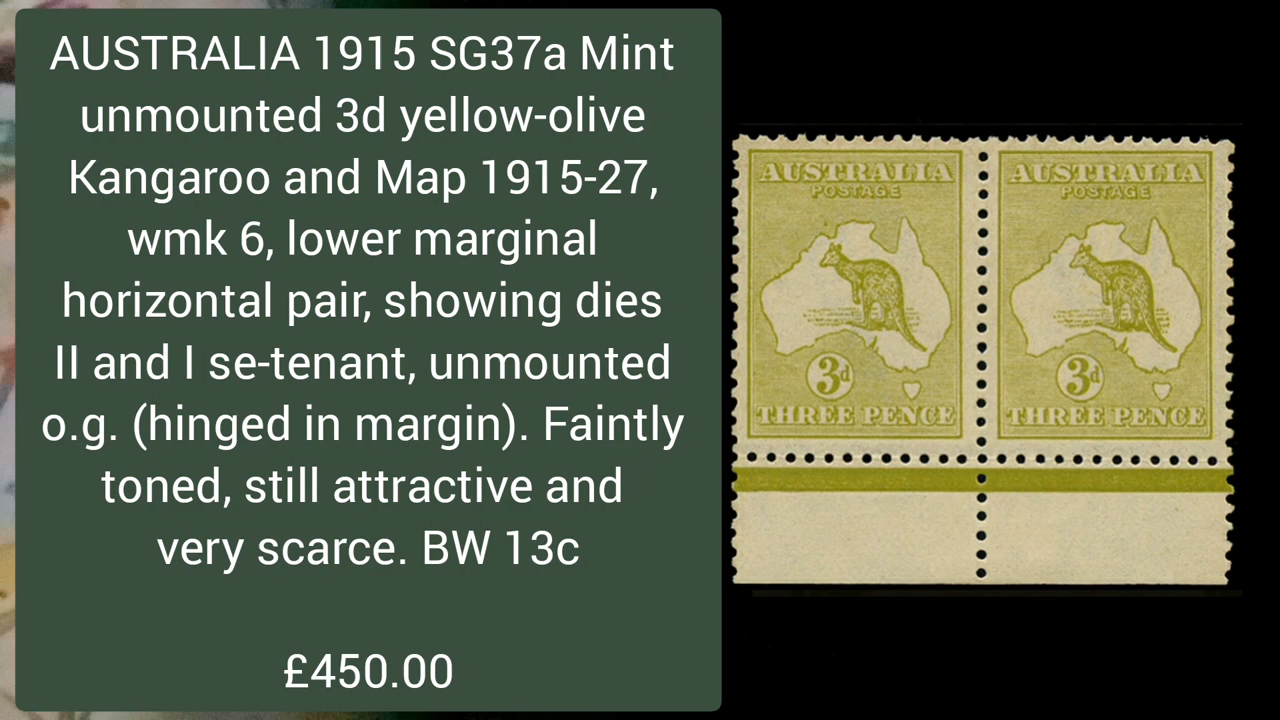 AUSTRALIA 1915 SG37a Mint
unmounted 3d yellow-olive
Kangaroo and Map 1915-27,
wmk 6, lower marginal
horizontal pair, showing dies
II and I se-tenant, unmounted
o.g. (hinged in margin). Faintly
toned, still attractive and
very scarce. BW 13c
£450.00
AUSTRALIA AUSTRALIA
POSTAGE POSTAGE
3d 3d
THREE PENCE THREE PENCE